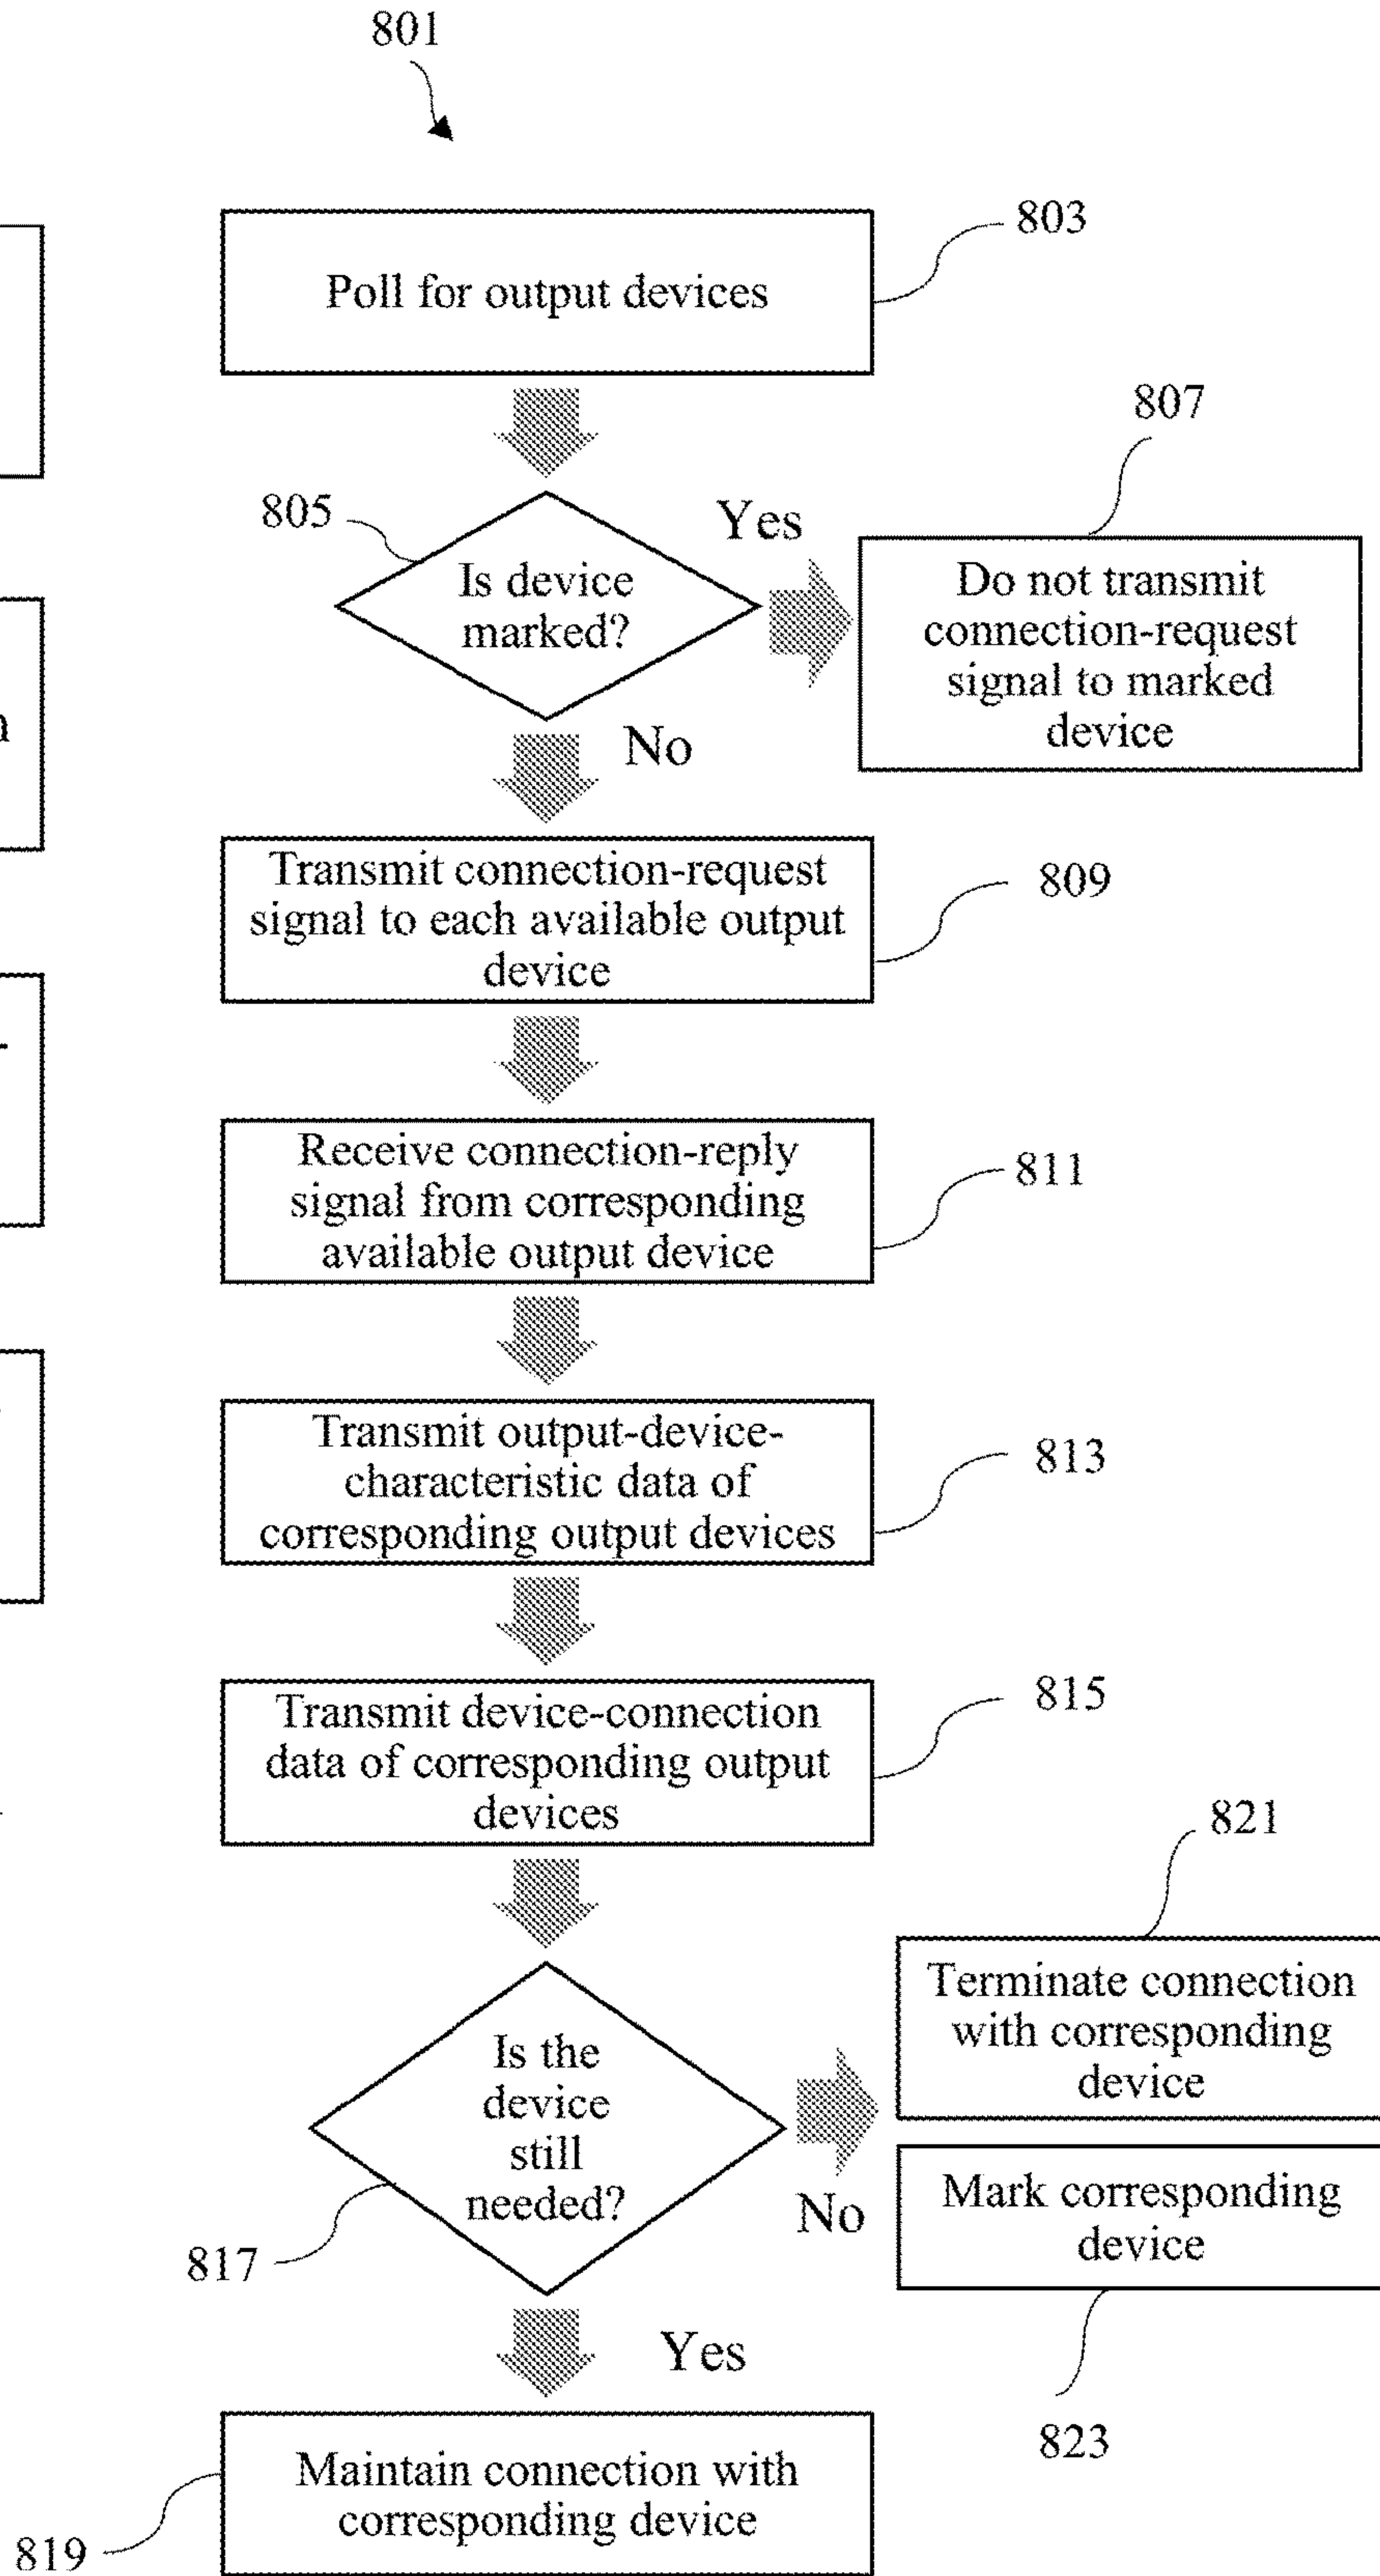 801
803
Poll for output devices
807
805
Yes
Is device
marked?
Do not transmit
connection-request
signal to marked
device
No
Transmit connection-request
signal to each available output
device
809
Receive connection-reply
signal from corresponding
available output device
811
Transmit output-device-
characteristic data of
corresponding output devices
813
Transmit device-connection
data of corresponding output
devices
815
821
Terminate connection
with corresponding
device
Is the
device
still
needed?
No
Mark corresponding
device
817
Yes
823
Maintain connection with
corresponding device
819